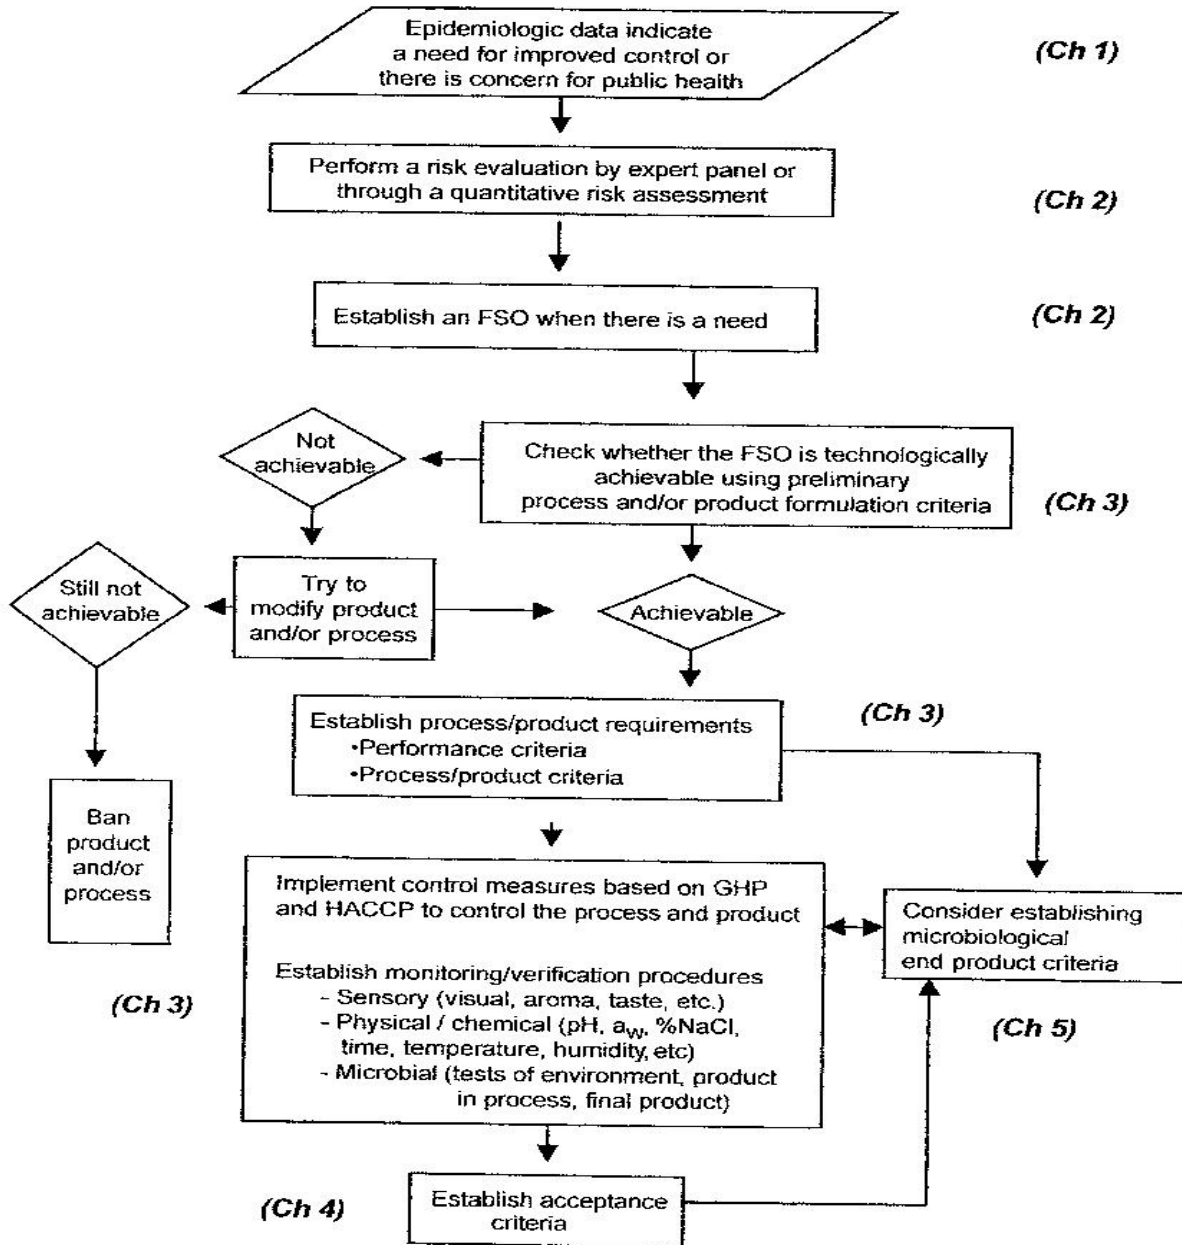 Epidemiologic data indicate
a need for improved control or
there is concern for public health
(Ch 1)
Perform a risk evaluation by expert panel or
through a quantitative risk assessment
(Ch 2)
Establish an FSO when there is a need
(Ch 2)
Not
achievable
Check whether the FSO is technologically
achievable using preliminary
process and/or product formulation criteria
(Ch 3)
Still not
achievable
Try to
modify product
and/or process
Achievable
Establish process/product requirements
•Performance criteria
•Process/product criteria
(Ch 3)
Ban
product
and/or
process
Implement control measures based on GHP
and HACCP to control the process and product
Establish monitoring/verification procedures
- Sensory (visual, aroma, taste, etc.)
- Physical / chemical (pH, aw, %NaCl,
time, temperature, humidity, etc)
- Microbial (tests of environment, product
in process, final product)
(Ch 3)
Consider establishing
microbiological
end product criteria
(Ch 5)
(Ch 4)
Establish acceptance
criteria